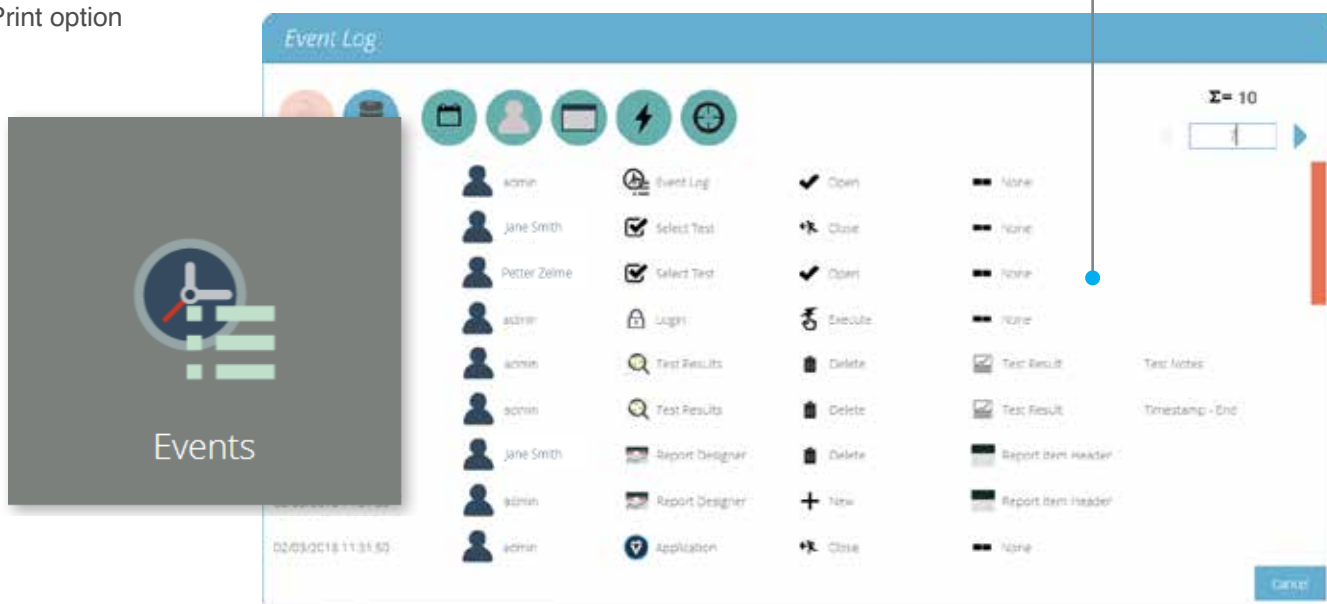 Print option
Event Log
Σ= 10
admin Event Log Open None
Jane Smith Select Test Close None
Petter Zelme Select Test Open None
admin Login Execute None
admin Test Results Delete Test Result Test Notes
admin Test Results Delete Test Result Timestamp - End
Events
Jane Smith Report Designer Delete Report Item Header
admin Report Designer New Report Item Header
02/03/2018 11:31:50 admin Application Close None
Cancel